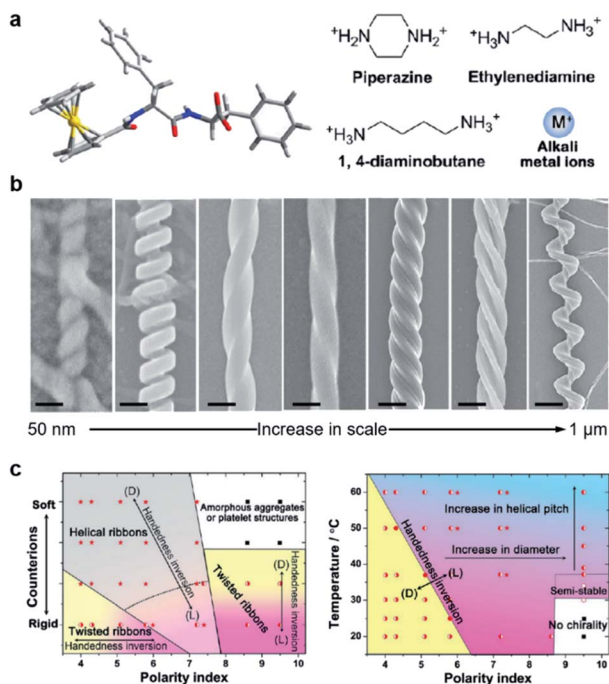 a
⁺H2N
NH2⁺
Piperazine
⁺H3N
NH3⁺
Ethylenediamine
⁺H3N
NH3⁺
1, 4-diaminobutane
M⁺
Alkali
metal ions
b
50 nm
Increase in scale
1 μm
c
Counterions
Soft
Rigid
(D)
Helical ribbons
Handedness inversion
(L)
Amorphous aggregates
or platelet structures
Twisted ribbons
(D)
Handedness inversion
(L)
Twisted ribbons
Handedness inversion
4 5 6 7 8 9 10
Polarity index
Temperature / °C
60
50
40
30
20
Increase in helical pitch
Increase in diameter
Handedness inversion
(L)
(D)
Semi-stable
No chirality
4 5 6 7 8 9 10
Polarity index